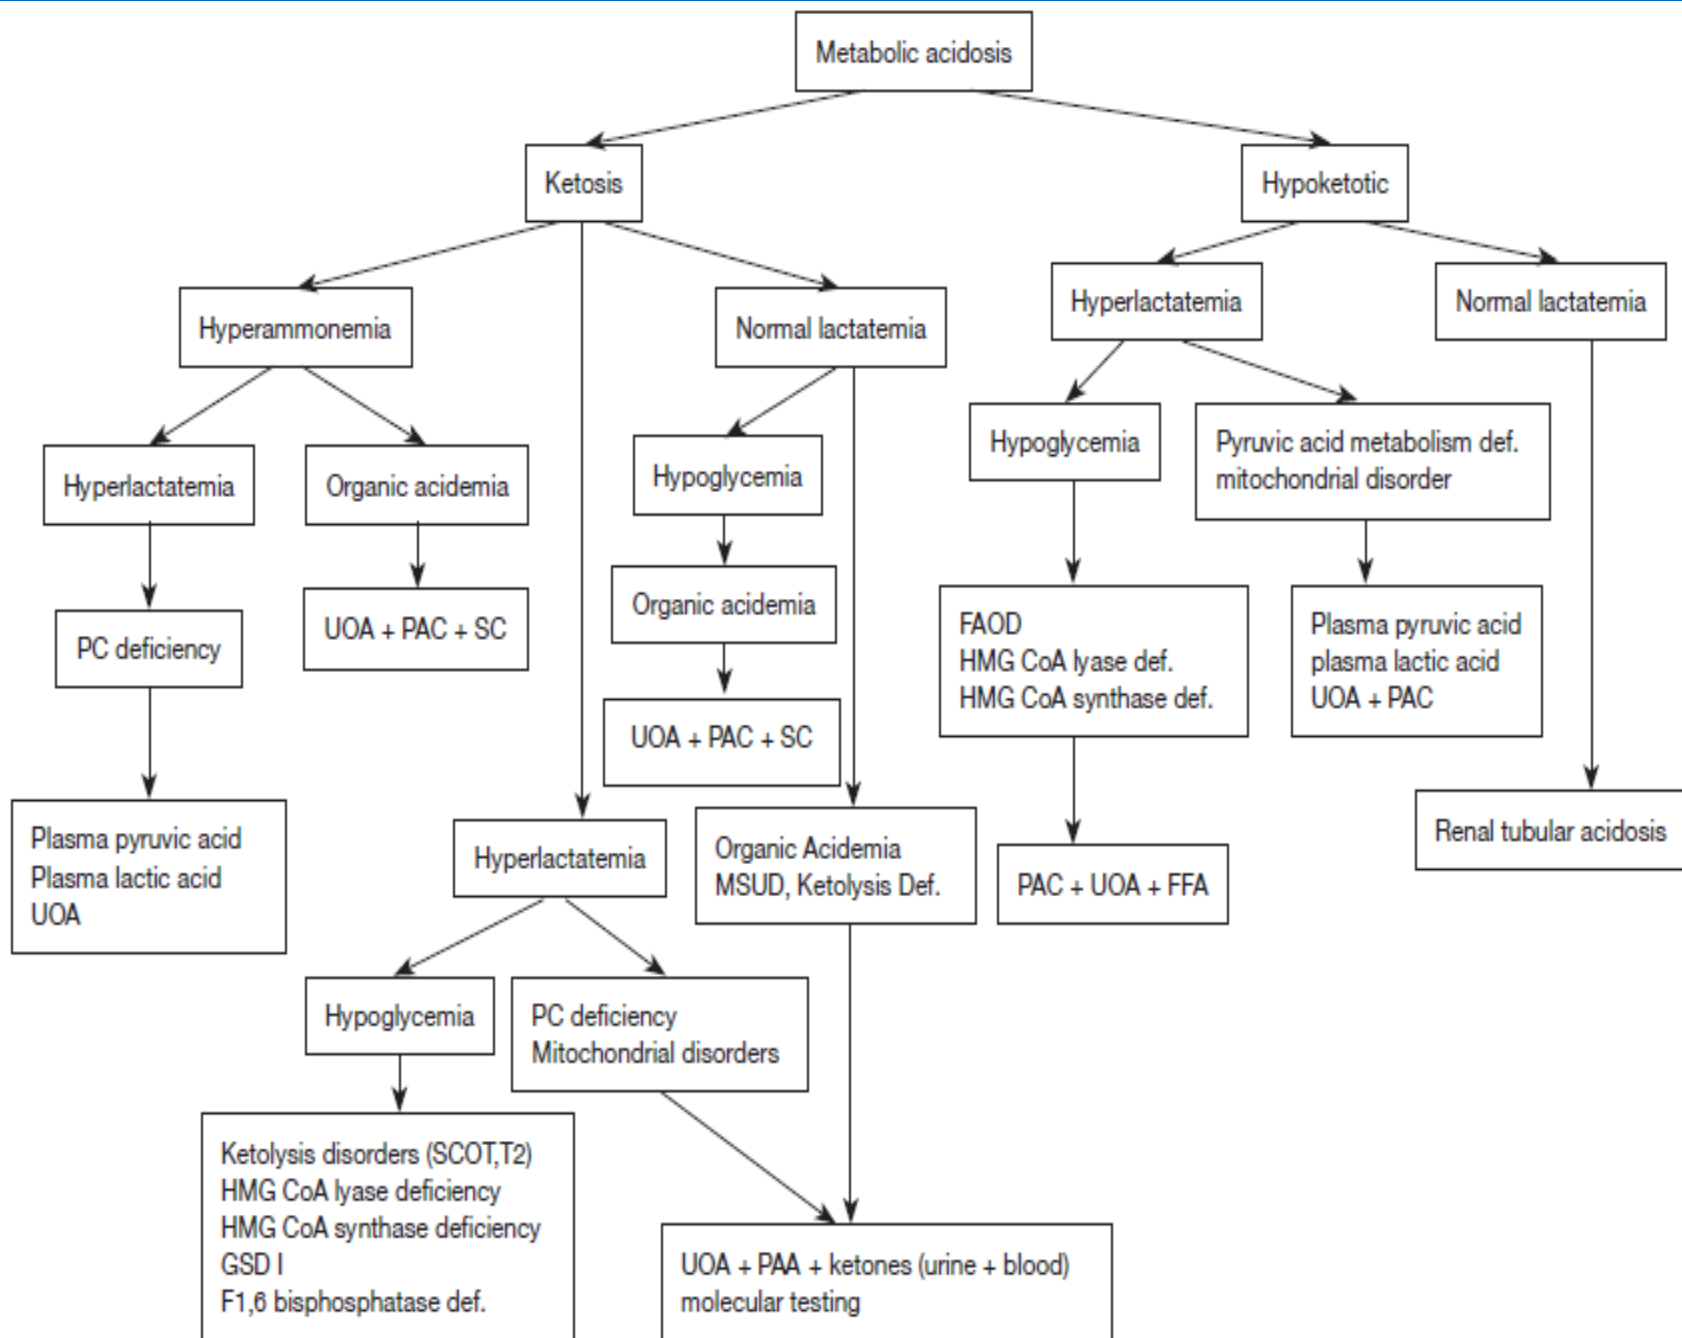 Metabolic acidosis
Ketosis
Hypoketotic
Hyperammonemia
Normal lactatemia
Hyperlactatemia
Normal lactatemia
Hyperlactatemia
Organic acidemia
Hypoglycemia
Hypoglycemia
Pyruvic acid metabolism def.
mitochondrial disorder
PC deficiency
UOA + PAC + SC
Organic acidemia
UOA + PAC + SC
FAOD
HMG CoA lyase def.
HMG CoA synthase def.
Plasma pyruvic acid
plasma lactic acid
UOA + PAC
Plasma pyruvic acid
Plasma lactic acid
UOA
Hyperlactatemia
Organic Acidemia
MSUD, Ketolysis Def.
PAC + UOA + FFA
Renal tubular acidosis
Hypoglycemia
PC deficiency
Mitochondrial disorders
Ketolysis disorders (SCOT,T2)
HMG CoA lyase deficiency
HMG CoA synthase deficiency
GSD I
F1,6 bisphosphatase def.
UOA + PAA + ketones (urine + blood)
molecular testing